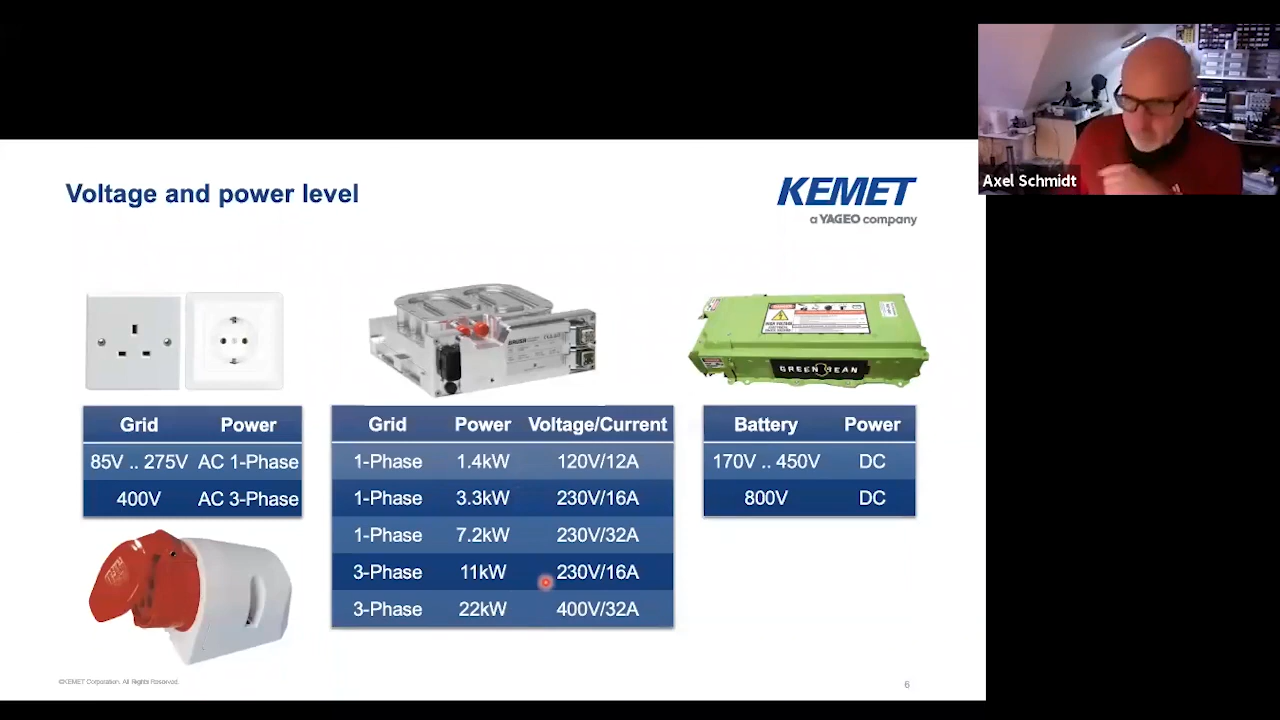 Axel Schmidt
Voltage and power level
KEMET
a YAGEO company
GREEN BEAN
Grid Power
85V .. 275V AC 1-Phase
400V AC 3-Phase
Grid Power Voltage/Current
1-Phase 1.4kW 120V/12A
1-Phase 3.3kW 230V/16A
1-Phase 7.2kW 230V/32A
3-Phase 11kW 230V/16A
3-Phase 22kW 400V/32A
Battery Power
170V .. 450V DC
800V DC
©KEMET Corporation. All Rights Reserved.
6